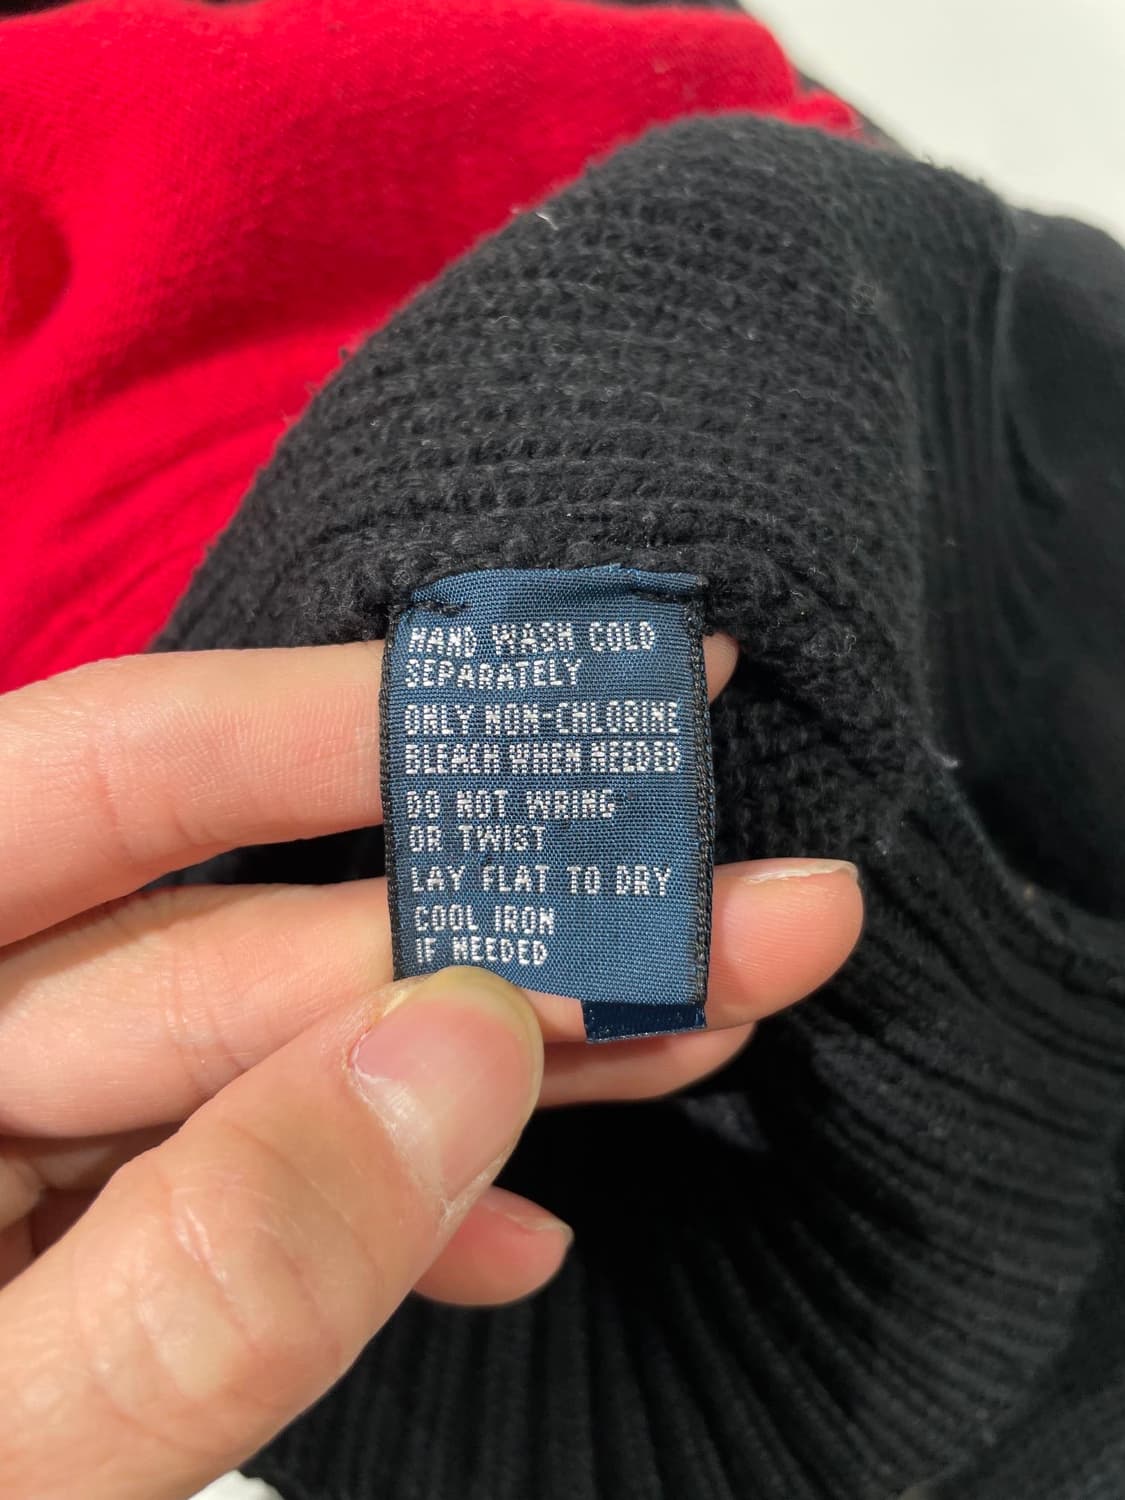 HAND WASH COLD
SEPARATELY
ONLY NON-CHLORINE
BLEACH WHEN NEEDED
DO NOT WRING
OR TWIST
LAY FLAT TO DRY
COOL IRON
IF NEEDED